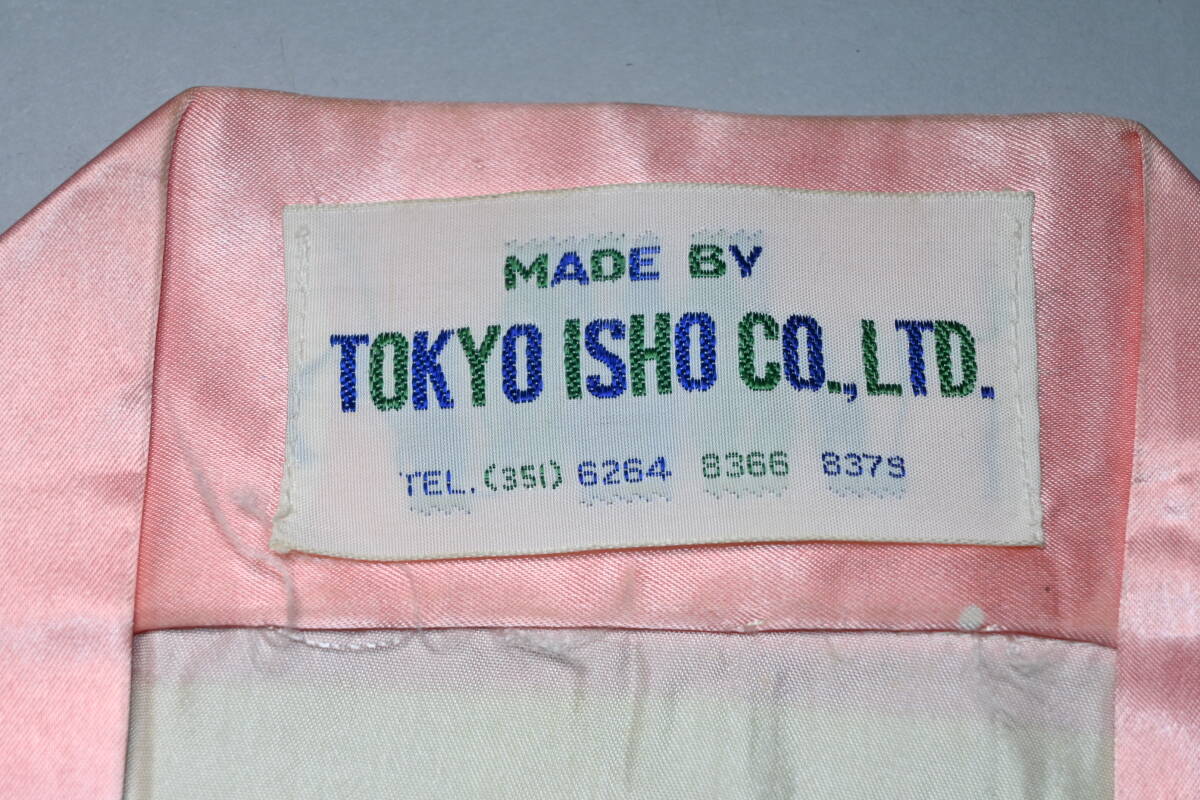 MADE BY
TOKYO ISHO CO., LTD.
TEL. (351) 6264 8366 8379